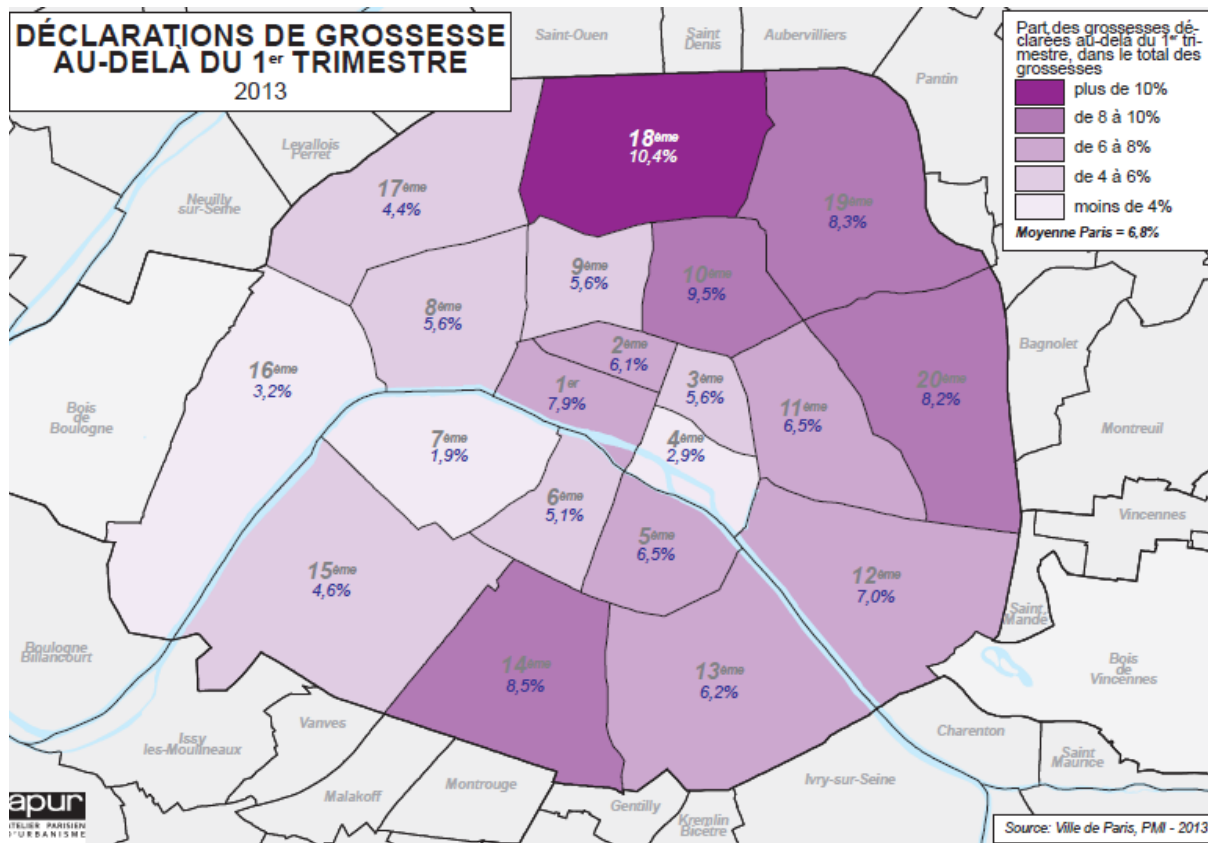 DÉCLARATIONS DE GROSSESSE
AU-DELÀ DU 1er TRIMESTRE
2013
Part des grossesses dé-
clarées au-delà du 1er tri-
mestre, dans le total des
grossesses
plus de 10%
de 8 à 10%
de 6 à 8%
de 4 à 6%
moins de 4%
Moyenne Paris = 6,8%
Saint-Ouen
Saint
Denis
Aubervilliers
Pantin
Levallois
Perret
Neuilly
sur-Seine
18ème
10,4%
17ème
4,4%
19ème
8,3%
9ème
5,6%
10ème
9,5%
8ème
5,6%
2ème
6,1%
16ème
3,2%
1er
7,9%
3ème
5,6%
11ème
6,5%
20ème
8,2%
Bagnolet
Bois
de
Boulogne
7ème
1,9%
4ème
2,9%
Montreuil
6ème
5,1%
5ème
6,5%
Vincennes
15ème
4,6%
12ème
7,0%
Saint
Mandé
Boulogne
Billancourt
14ème
8,5%
13ème
6,2%
Bois
de
Vincennes
Issy
les-Moulineaux
Vanves
Charenton
Saint
Maurice
Malakoff
Montrouge
Gentilly
Kremlin
Bicètre
Ivry-sur-Seine
apur
ATELIER PARISIEN
D'URBANISME
Source: Ville de Paris, PMI - 2013